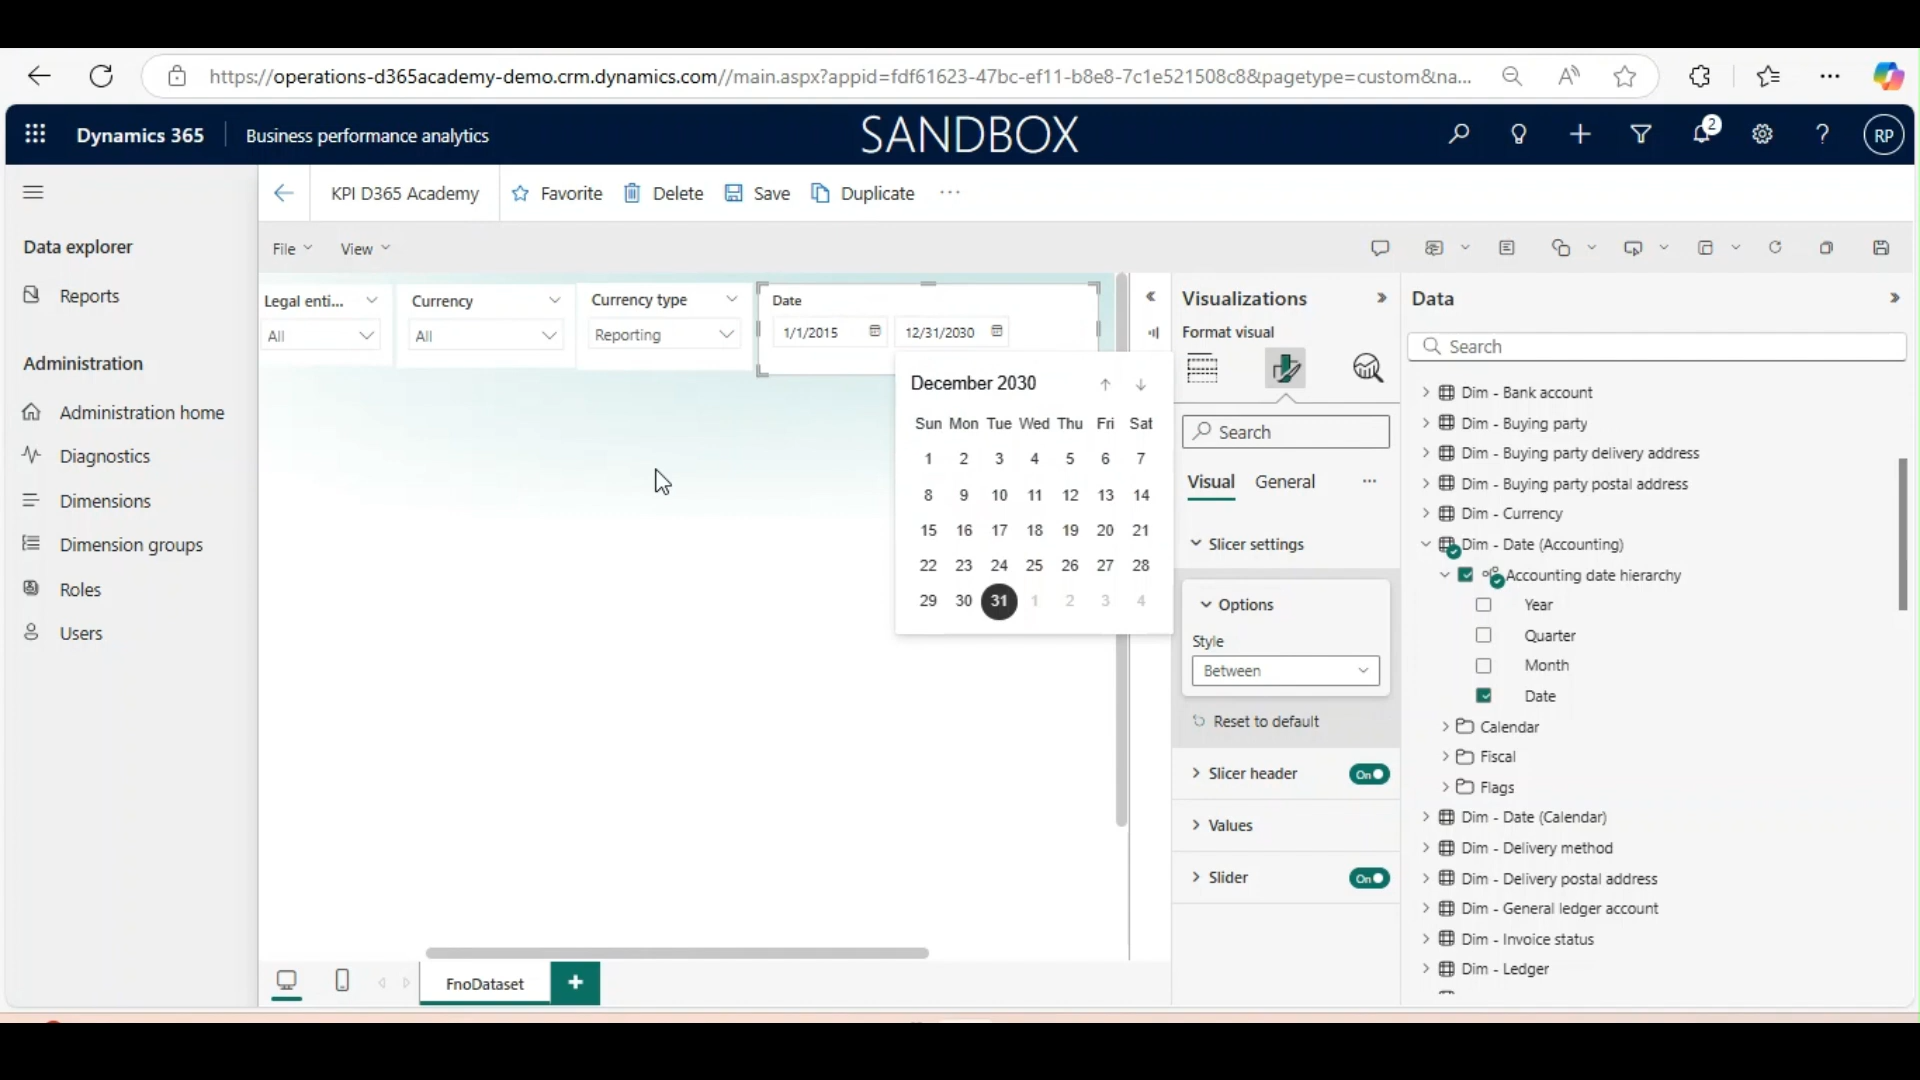 https://operations-d365academy-demo.crm.dynamics.com//main.aspx?appid=fdf61623-47bc-ef11-b8e8-7c1e521508c8&pagetype=custom&na...
Dynamics 365
Business performance analytics
SANDBOX
2
RP
KPI D365 Academy
Favorite
Delete
Save
Duplicate
...
Data explorer
Reports
Administration
Administration home
Diagnostics
Dimensions
Dimension groups
Roles
Users
File
View
Legal enti...
All
Currency
All
Currency type
Reporting
Date
1/1/2015
12/31/2030
December 2030
Sun Mon Tue Wed Thu Fri Sat
1 2 3 4 5 6 7
8 9 10 11 12 13 14
15 16 17 18 19 20 21
22 23 24 25 26 27 28
29 30 31 1 2 3 4
FnoDataset
+
Visualizations
Format visual
Search
Visual
General
...
Slicer settings
Options
Style
Between
Reset to default
Slicer header
On
Values
Slider
On
Data
Search
Dim - Bank account
Dim - Buying party
Dim - Buying party delivery address
Dim - Buying party postal address
Dim - Currency
Dim - Date (Accounting)
Accounting date hierarchy
Year
Quarter
Month
Date
Calendar
Fiscal
Flags
Dim - Date (Calendar)
Dim - Delivery method
Dim - Delivery postal address
Dim - General ledger account
Dim - Invoice status
Dim - Ledger